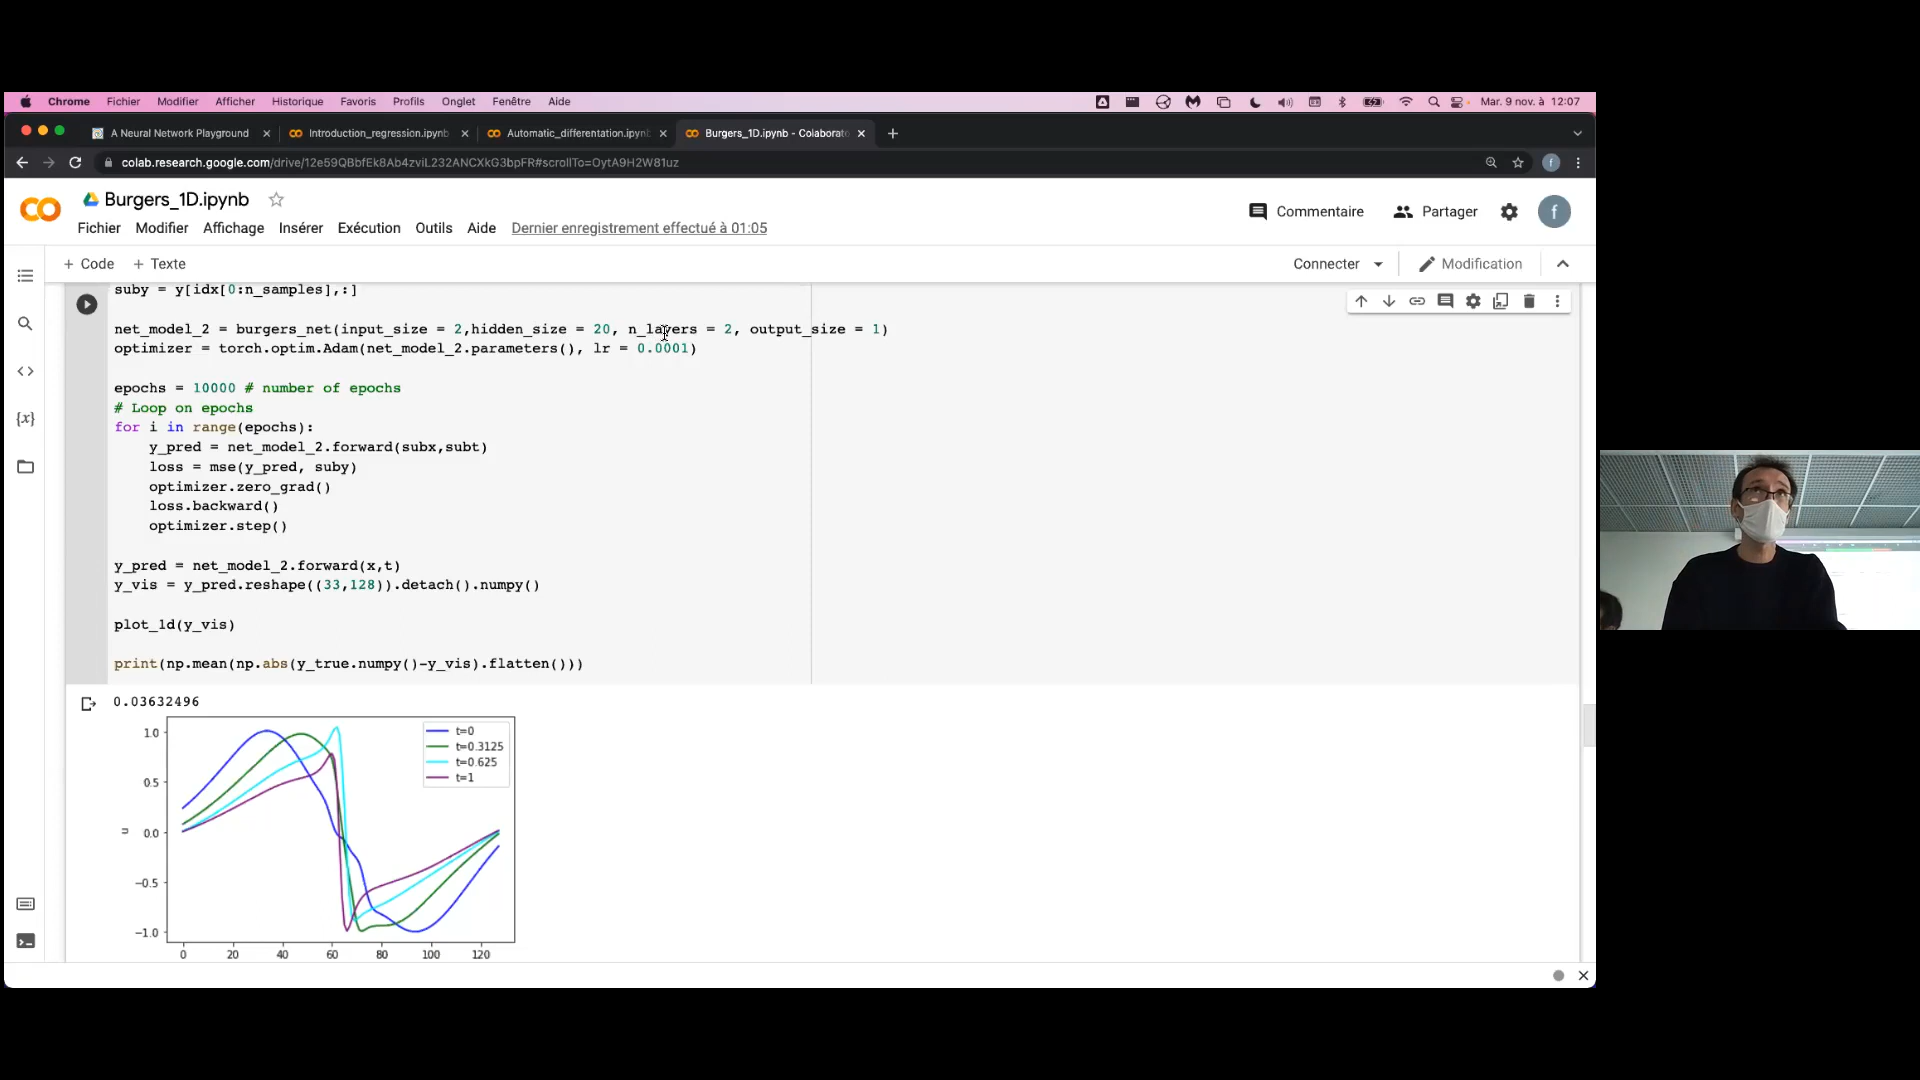 Chrome Fichier Modifier Afficher Historique Favoris Profils Onglet Fenêtre Aide Mar. 9 nov. à 12:07
A Neural Network Playground Introduction_regression.ipynb Automatic_differentation.ipynb Burgers_1D.ipynb - Colaborato
colab.research.google.com/drive/12e59QBbfEk8Ab4zviL232ANCXkG3bpFR#scrollTo=OytA9H2W81uz f
Burgers_1D.ipynb
Commentaire Partager f
Fichier Modifier Affichage Insérer Exécution Outils Aide Dernier enregistrement effectué à 01:05
+ Code + Texte Connecter Modification
suby = y[idx[0:n_samples],:]
net_model_2 = burgers_net(input_size = 2,hidden_size = 20, n_layers = 2, output_size = 1)
optimizer = torch.optim.Adam(net_model_2.parameters(), lr = 0.0001)
epochs = 10000 # number of epochs
# Loop on epochs
for i in range(epochs):
y_pred = net_model_2.forward(subx,subt)
loss = mse(y_pred, suby)
optimizer.zero_grad()
loss.backward()
optimizer.step()
y_pred = net_model_2.forward(x,t)
y_vis = y_pred.reshape((33,128)).detach().numpy()
plot_1d(y_vis)
print(np.mean(np.abs(y_true.numpy()-y_vis).flatten()))
0.03632496
t=0
t=0.3125
t=0.625
t=1
1.0
0.5
0.0
−0.5
−1.0
u
0 20 40 60 80 100 120